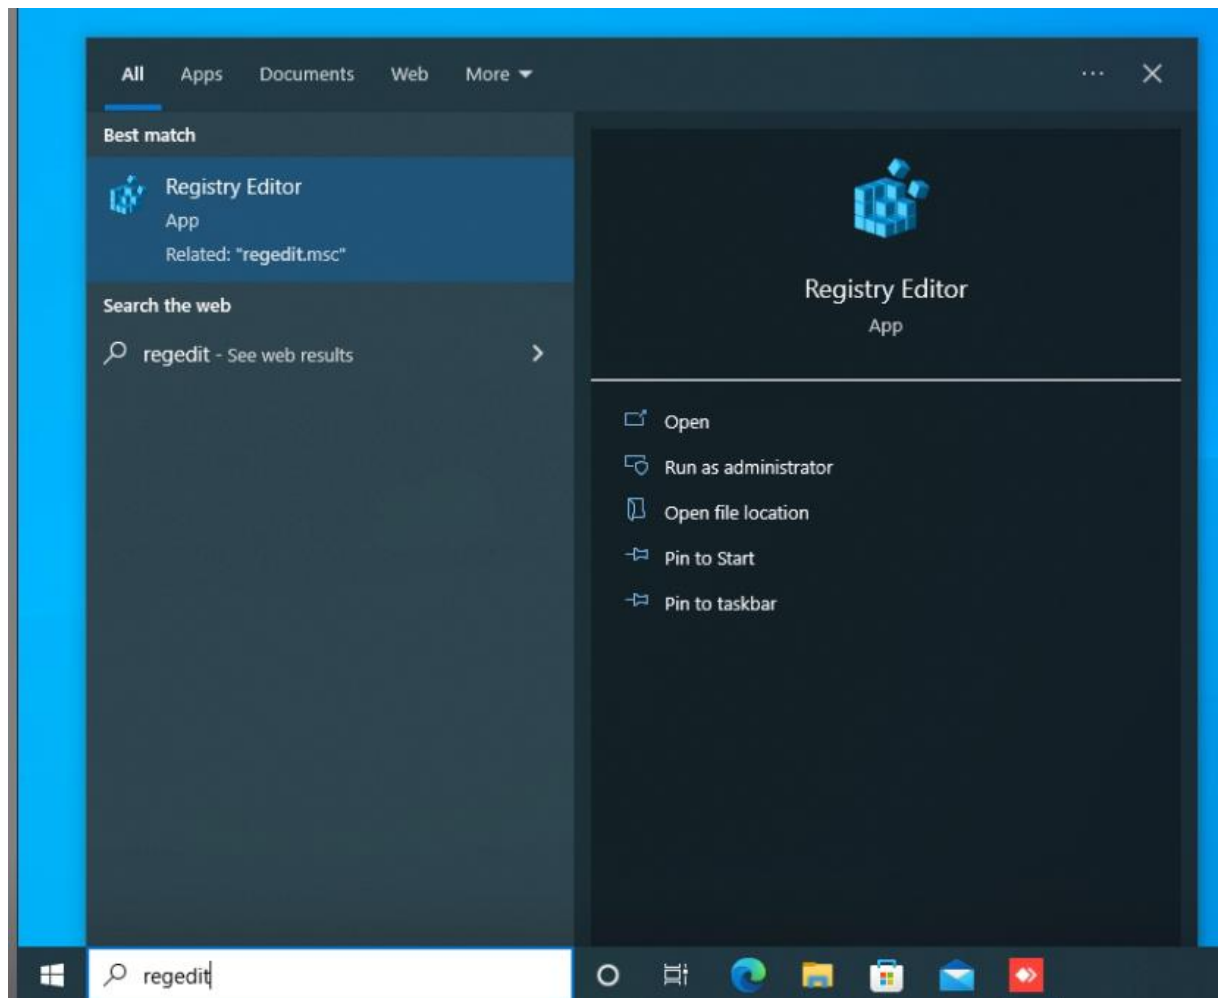 All Apps Documents Web More
Best match
Registry Editor
App
Related: "regedit.msc"
Search the web
regedit - See web results
Registry Editor
App
Open
Run as administrator
Open file location
Pin to Start
Pin to taskbar
regedit